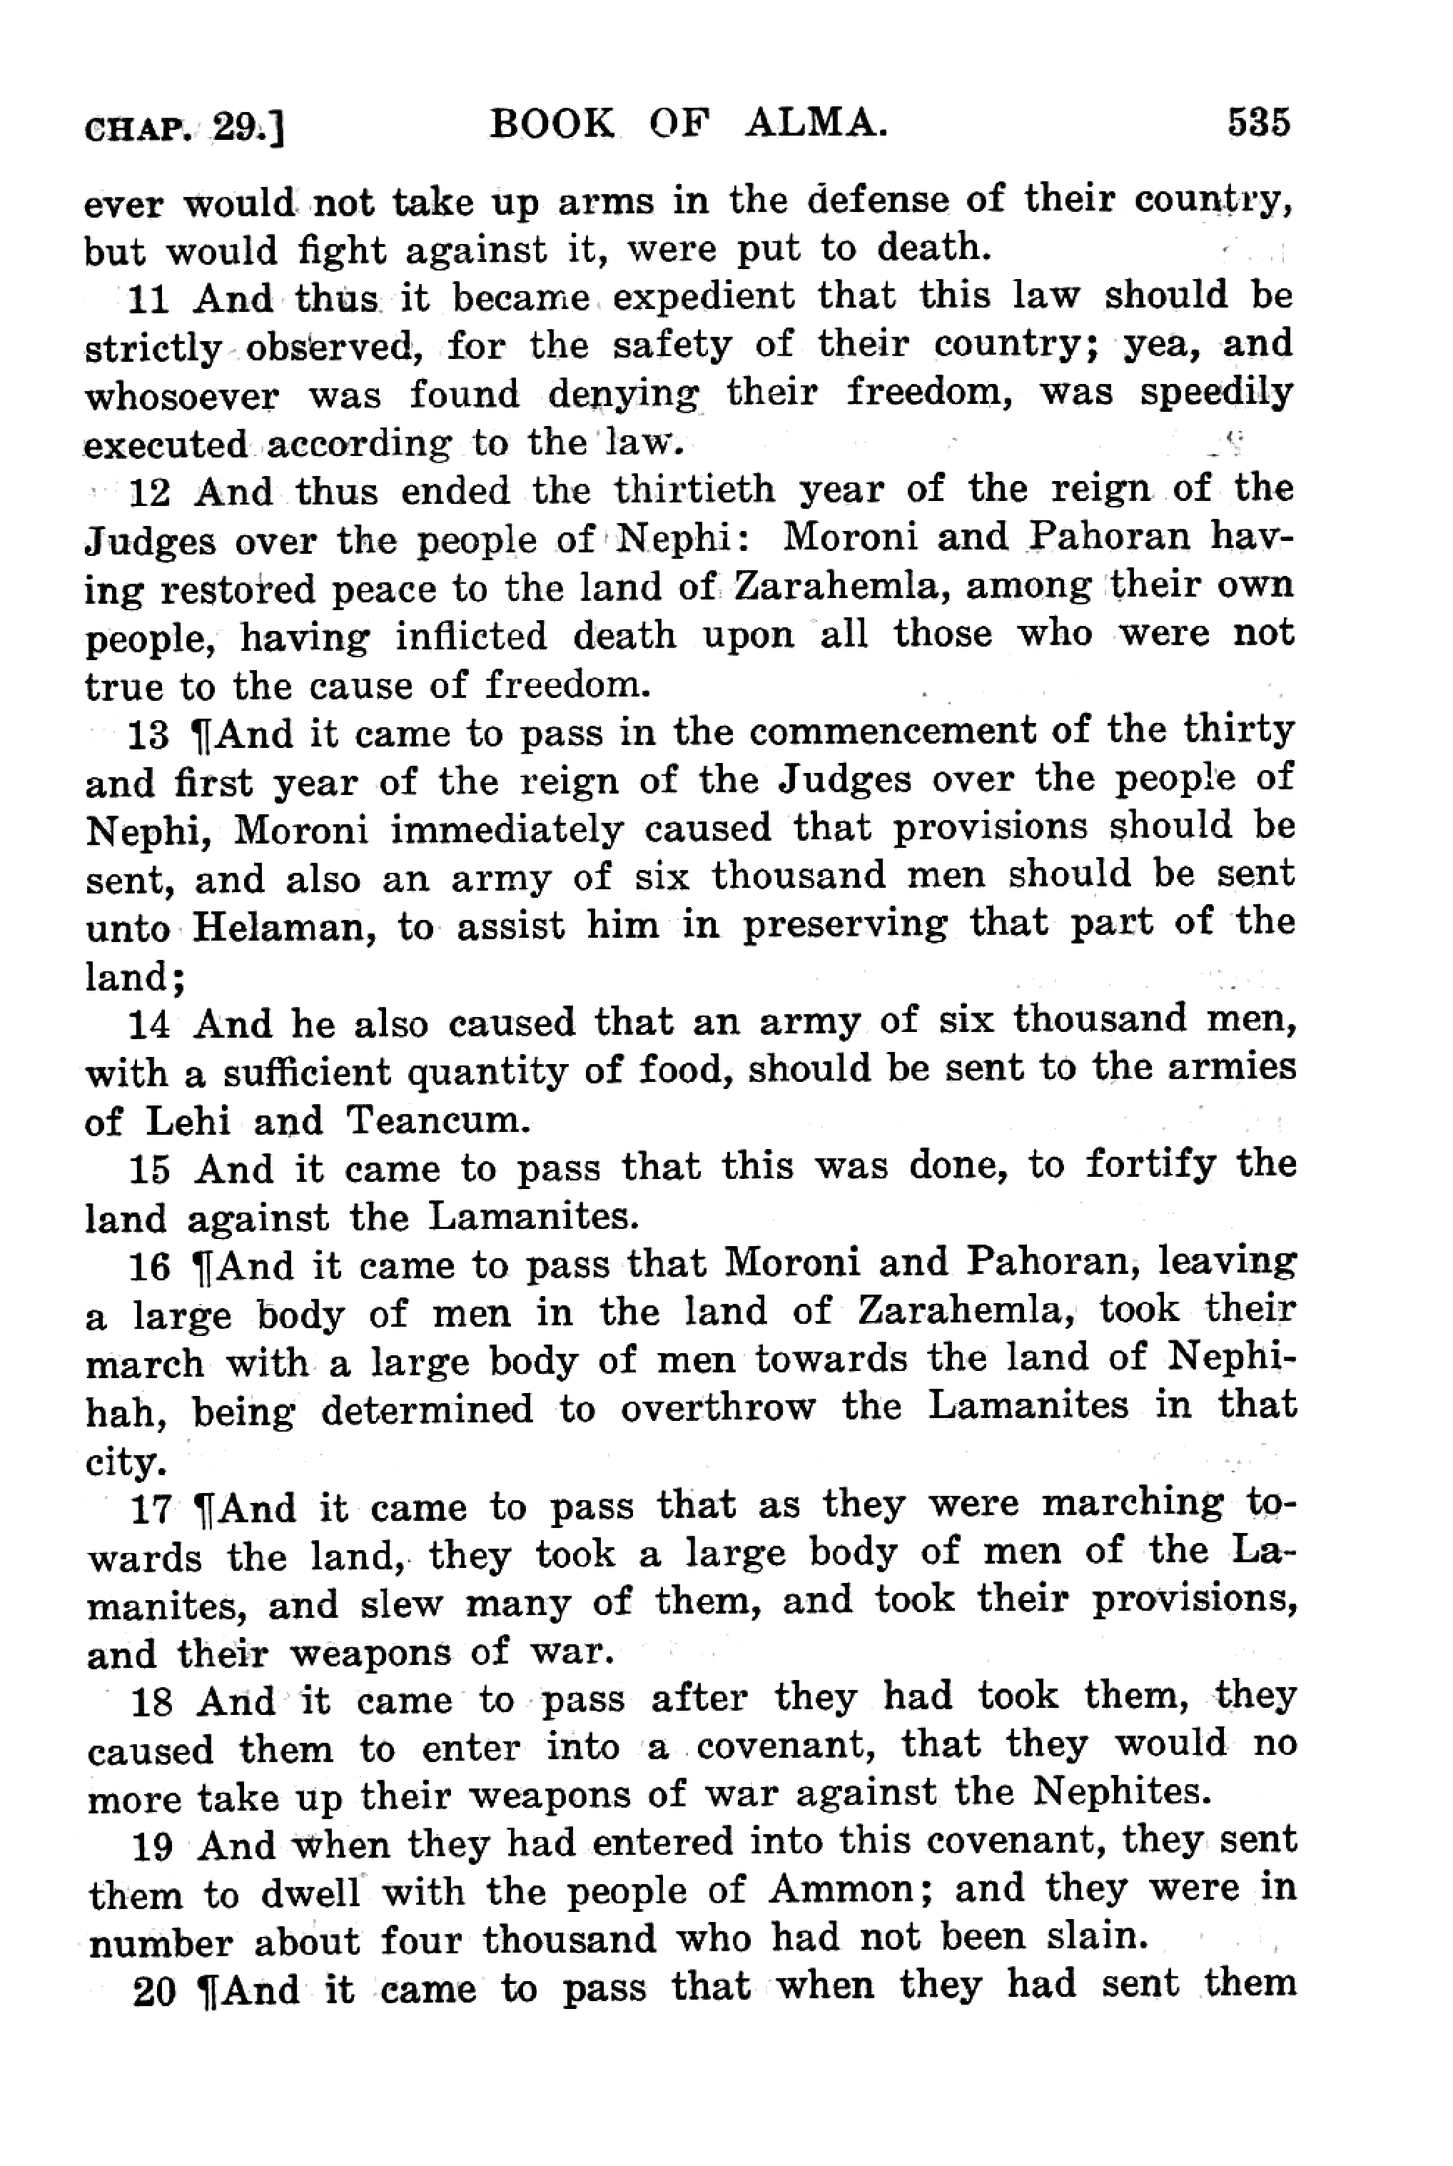 CHAP. 29.] BOOK OF ALMA. 535
ever would not take up arms in the defense of their country,
but would fight against it, were put to death.
11 And thus it became expedient that this law should be
strictly observed, for the safety of their country; yea, and
whosoever was found denying their freedom, was speedily
executed according to the law.
12 And thus ended the thirtieth year of the reign of the
Judges over the people of Nephi: Moroni and Pahoran hav-
ing restored peace to the land of Zarahemla, among their own
people, having inflicted death upon all those who were not
true to the cause of freedom.
13 ¶And it came to pass in the commencement of the thirty
and first year of the reign of the Judges over the people of
Nephi, Moroni immediately caused that provisions should be
sent, and also an army of six thousand men should be sent
unto Helaman, to assist him in preserving that part of the
land;
14 And he also caused that an army of six thousand men,
with a sufficient quantity of food, should be sent to the armies
of Lehi and Teancum.
15 And it came to pass that this was done, to fortify the
land against the Lamanites.
16 ¶And it came to pass that Moroni and Pahoran, leaving
a large body of men in the land of Zarahemla, took their
march with a large body of men towards the land of Nephi-
hah, being determined to overthrow the Lamanites in that
city.
17 ¶And it came to pass that as they were marching to-
wards the land, they took a large body of men of the La-
manites, and slew many of them, and took their provisions,
and their weapons of war.
18 And it came to pass after they had took them, they
caused them to enter into a covenant, that they would no
more take up their weapons of war against the Nephites.
19 And when they had entered into this covenant, they sent
them to dwell with the people of Ammon; and they were in
number about four thousand who had not been slain.
20 ¶And it came to pass that when they had sent them